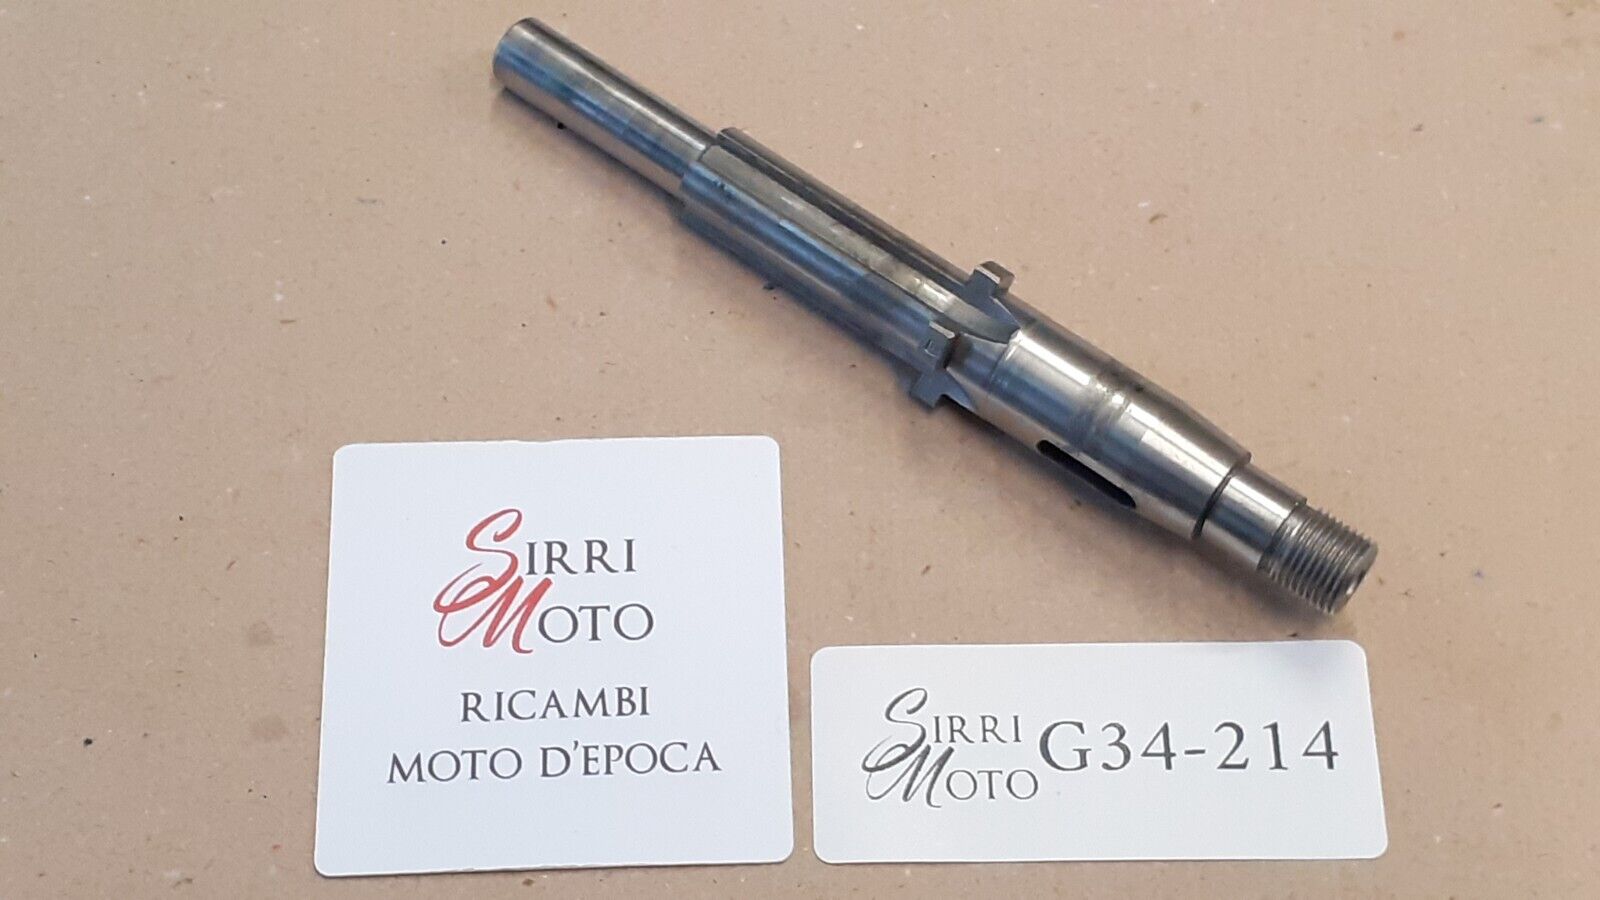 SIRRI
MOTO
RICAMBI
MOTO D'EPOCA
SIRRI
MOTO
G34-214